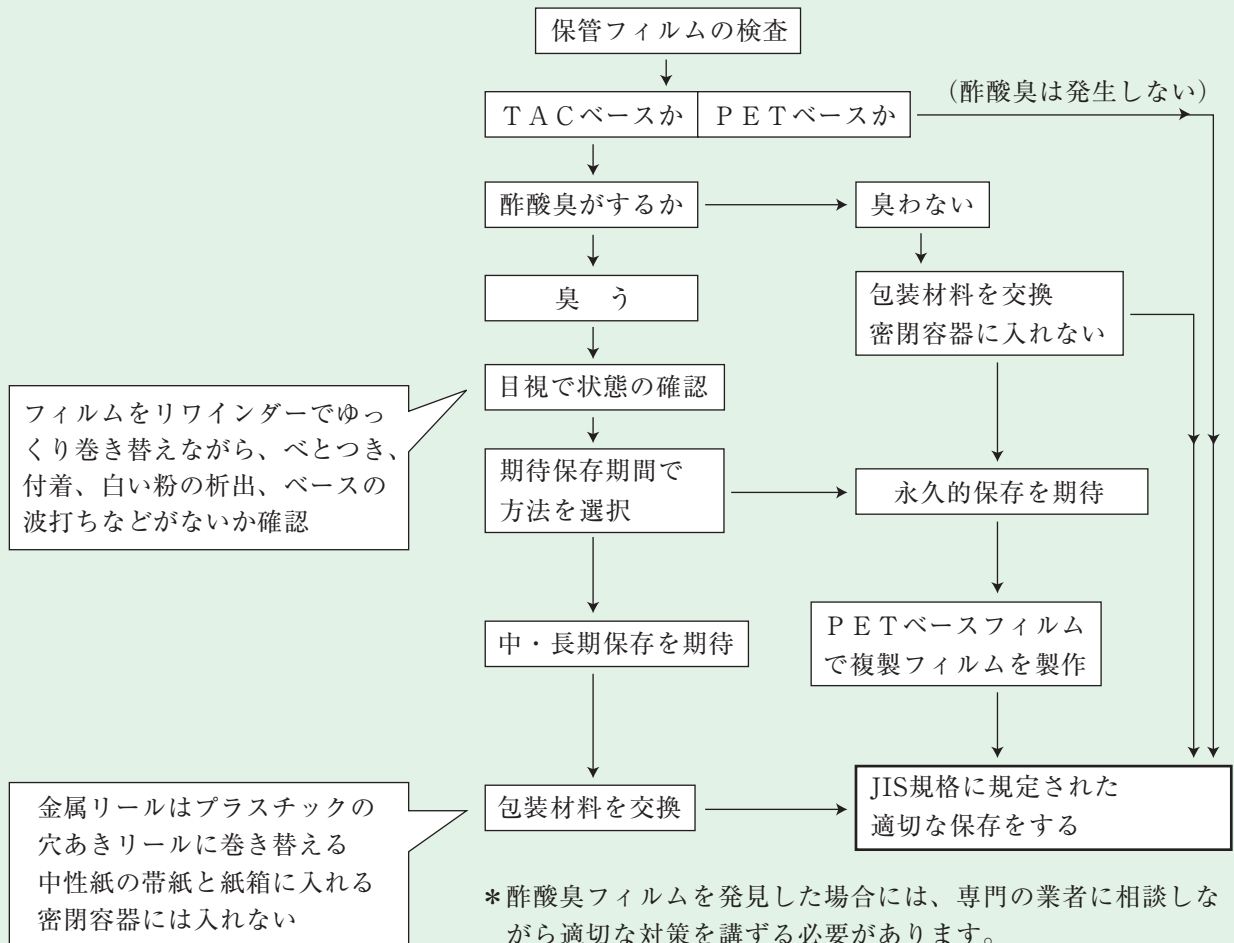 保管フィルムの検査
TACベースか
PETベースか
(酢酸臭は発生しない)
酢酸臭がするか
臭わない
臭 う
包装材料を交換
密閉容器に入れない
目視で状態の確認
フィルムをリワインダーでゆっ
くり巻き替えながら、べとつき、
付着、白い粉の析出、ベースの
波打ちなどがないか確認
期待保存期間で
方法を選択
永久的保存を期待
中・長期保存を期待
PETベースフィルム
で複製フィルムを製作
金属リールはプラスチックの
穴あきリールに巻き替える
中性紙の帯紙と紙箱に入れる
密閉容器には入れない
包装材料を交換
JIS規格に規定された
適切な保存をする
*酢酸臭フィルムを発見した場合には、専門の業者に相談しな
がら適切な対策を講ずる必要があります。